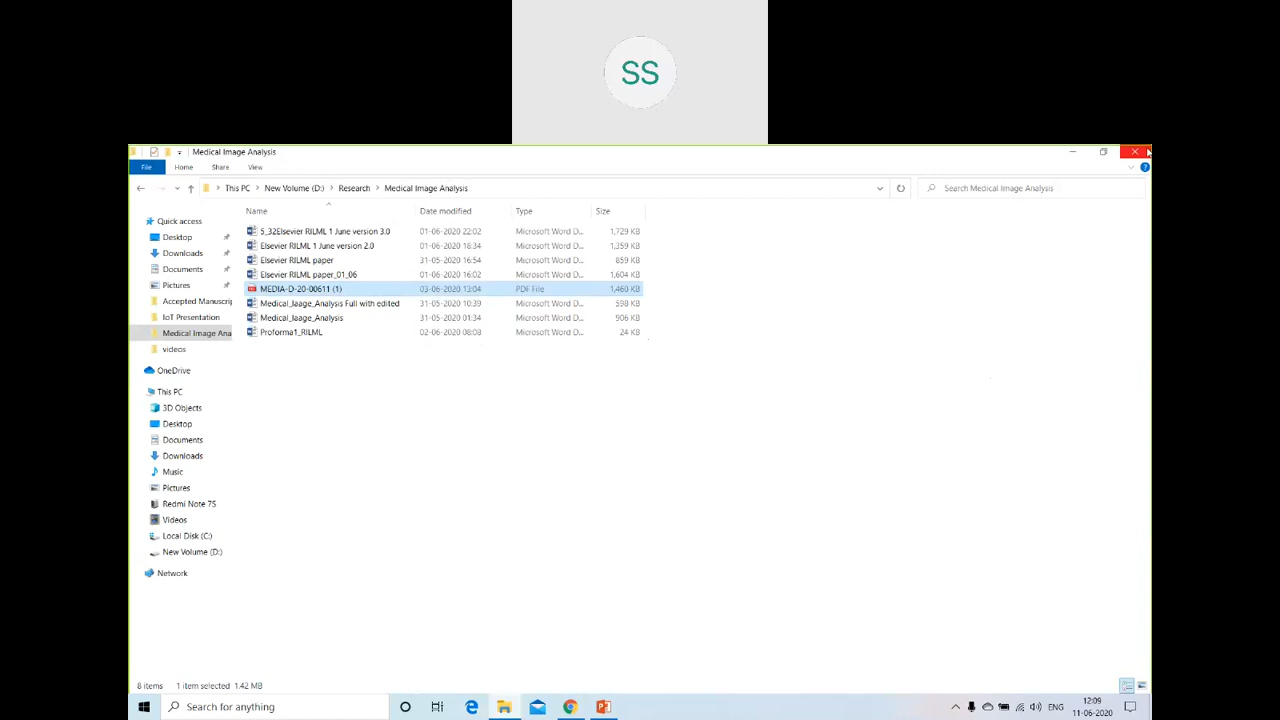 SS
Medical Image Analysis
File Home Share View
This PC New Volume (D:) Research Medical Image Analysis Search Medical Image Analysis
Name Date modified Type Size
Quick access
Desktop
Downloads
Documents
Pictures
Accepted Manuscrip
IoT Presentation
Medical Image Ana
videos
OneDrive
This PC
3D Objects
Desktop
Documents
Downloads
Music
Pictures
Redmi Note 7S
Videos
Local Disk (C:)
New Volume (D:)
Network
5_32Elsevier RILML 1 June version 3.0 01-06-2020 22:02 Microsoft Word D... 1,729 KB
Elsevier RILML 1 June version 2.0 01-06-2020 18:34 Microsoft Word D... 1,359 KB
Elsevier RILML paper 31-05-2020 16:54 Microsoft Word D... 859 KB
Elsevier RILML paper_01_06 01-06-2020 16:02 Microsoft Word D... 1,604 KB
MEDIA-D-20-00611 (1) 03-06-2020 13:04 PDF File 1,460 KB
Medical_Iaage_Analysis Full with edited 31-05-2020 10:39 Microsoft Word D... 598 KB
Medical_Iaage_Analysis 31-05-2020 01:34 Microsoft Word D... 906 KB
Proforma1_RILML 02-06-2020 08:08 Microsoft Word D... 24 KB
8 items 1 item selected 1.42 MB
Search for anything
ENG
12:09
11-06-2020